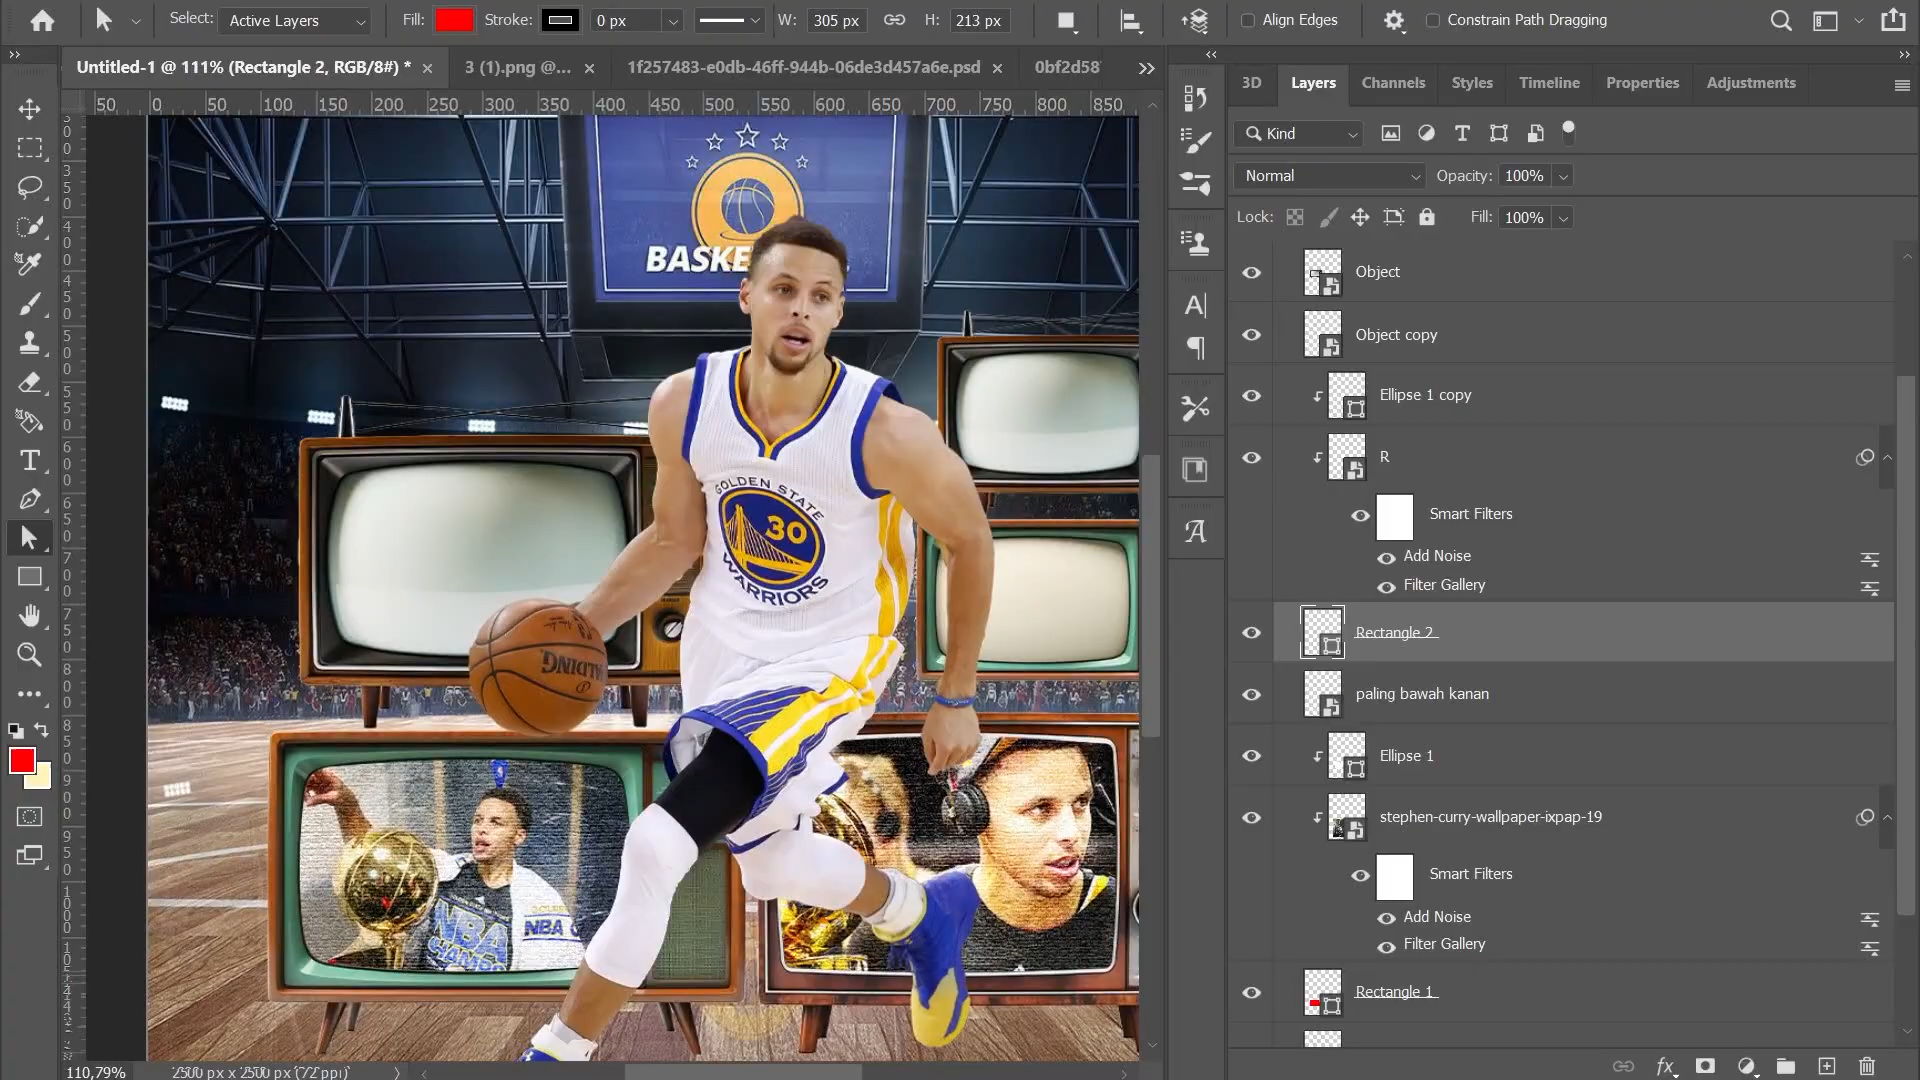 Select: Active Layers Fill: Stroke: 0 px W: 305 px H: 213 px Align Edges Constrain Path Dragging
Untitled-1 @ 111% (Rectangle 2, RGB/8#) * 3 (1).png @... 1f257483-e0db-46ff-944b-06de3d457a6e.psd 0bf2d58
50 0 50 100 150 200 250 300 350 400 450 500 550 600 650 700 750 800 850
3D Layers Channels Styles Timeline Properties Adjustments
Kind
Normal Opacity: 100%
Lock: Fill: 100%
Object
Object copy
Ellipse 1 copy
R
Smart Filters
Add Noise
Filter Gallery
Rectangle 2
paling bawah kanan
Ellipse 1
stephen-curry-wallpaper-ixpap-19
Smart Filters
Add Noise
Filter Gallery
Rectangle 1
BASKE
GOLDEN STATE
30
WARRIORS
SPALDING
NBA
CHAMPS
NBA C
110,79% 2500 px x 2500 px (72 ppi)